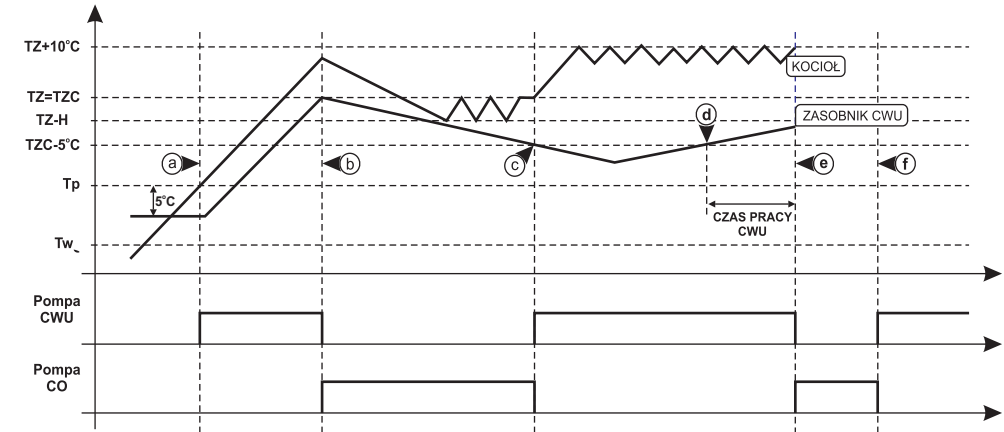 TZ+10°C
KOCIOŁ
TZ=TZC
ZASOBNIK CWU
TZ-H
d
TZC-5°C
a
b
c
e
f
Tp
5°C
CZAS PRACY
CWU
Tw
Pompa
CWU
Pompa
CO